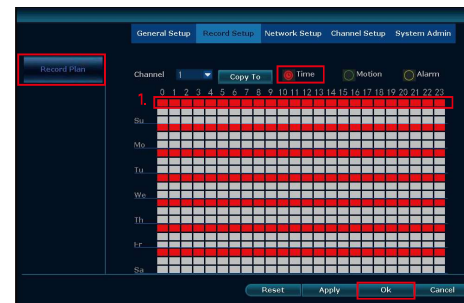 General Setup Record Setup Network Setup Channel Setup System Admin
Record Plan
Channel 1 Copy To Time Motion Alarm
0 1 2 3 4 5 6 7 8 9 10 11 12 13 14 15 16 17 18 19 20 21 22 23
1.
Su
Mo
Tu
We
Th
Fr
Sa
Reset Apply Ok Cancel